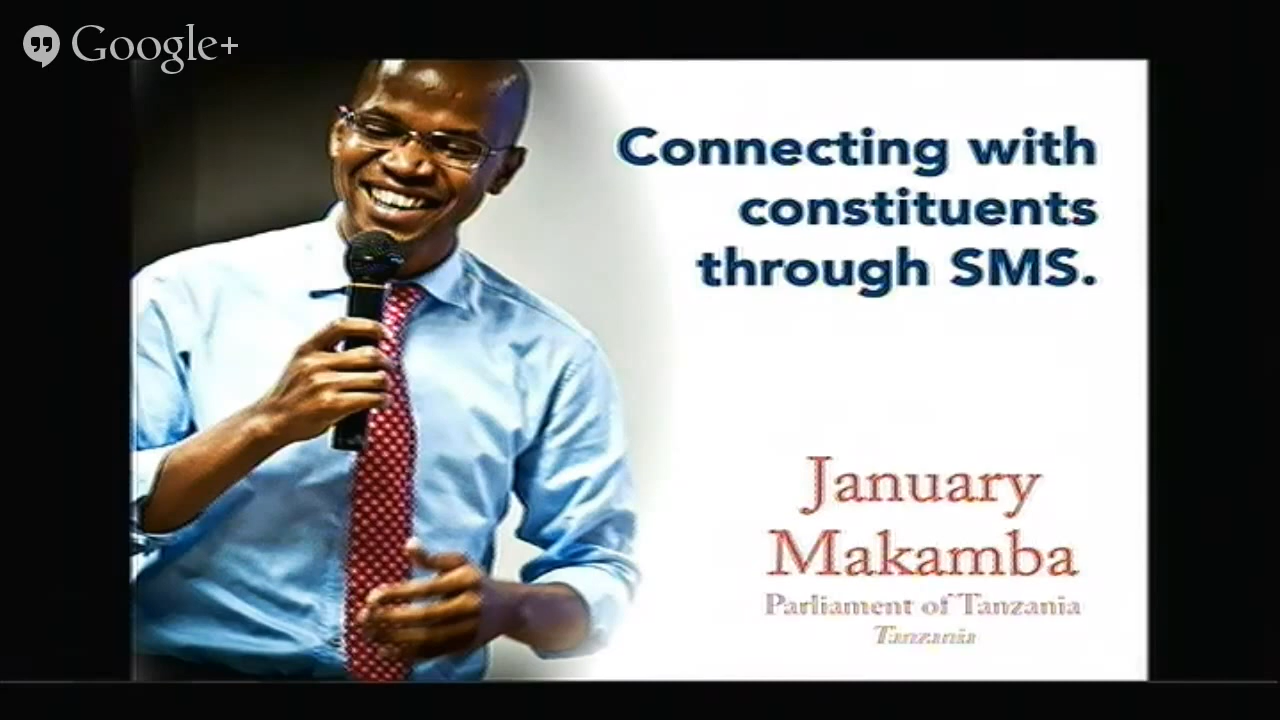 Google+
Connecting with
constituents
through SMS.
January
Makamba
Parliament of Tanzania
Tanzania